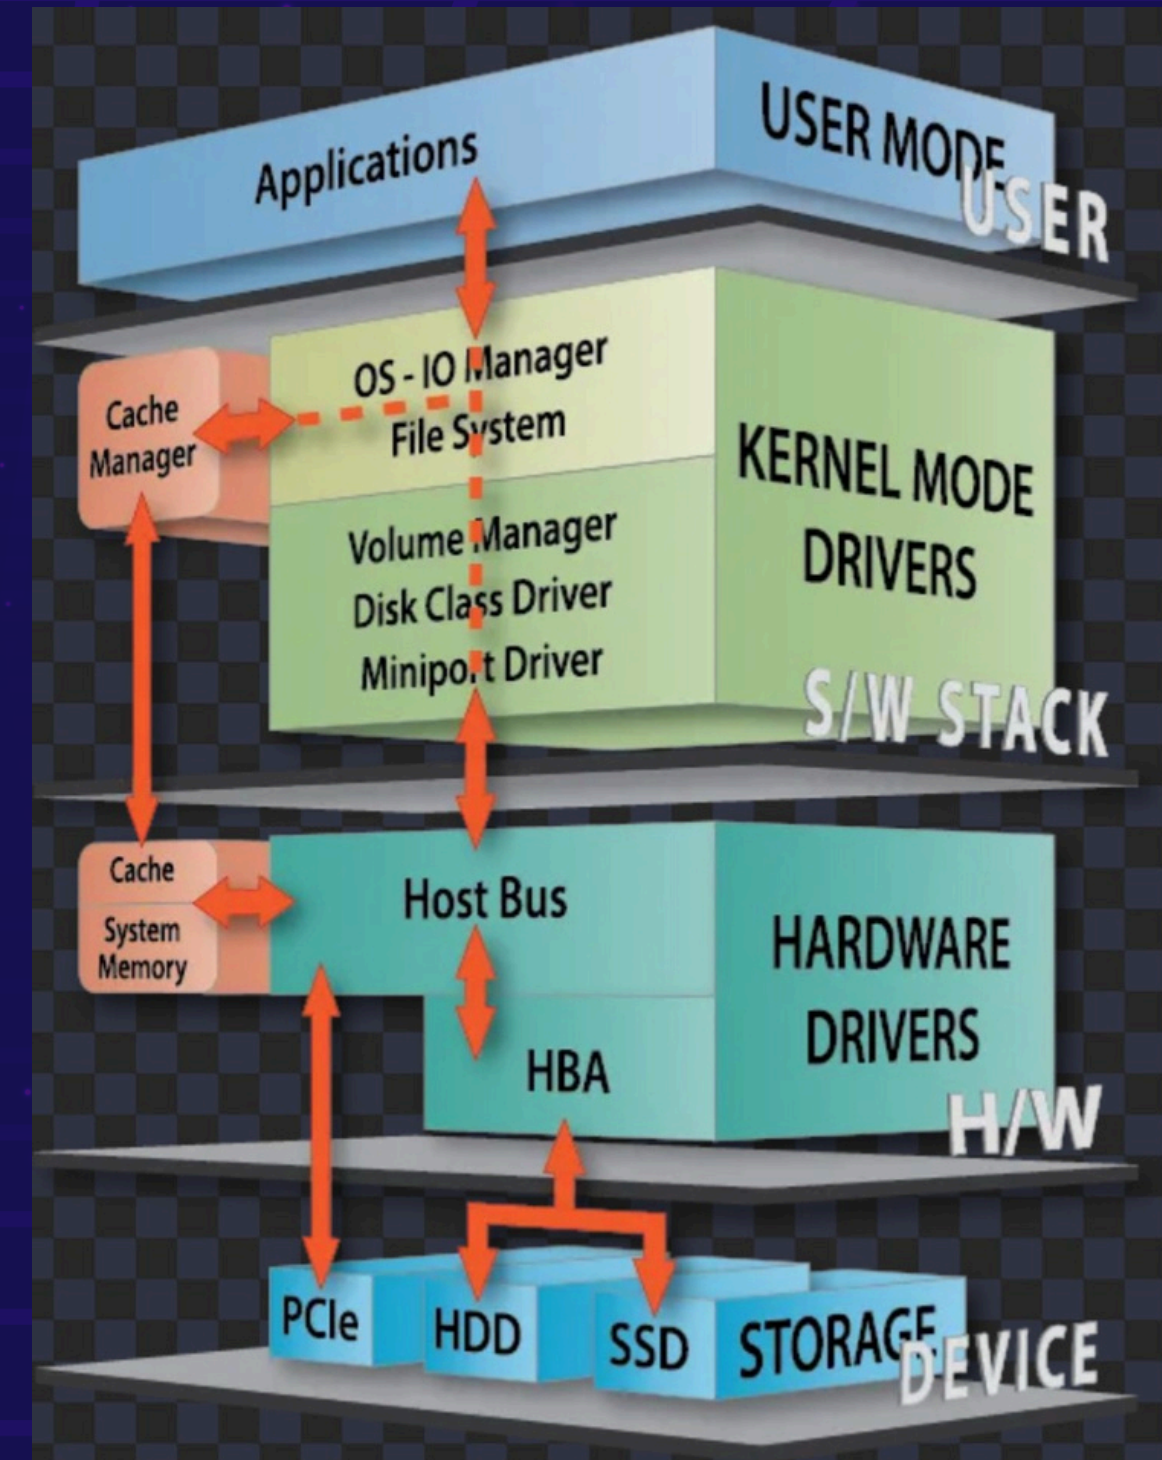 Applications
USER MODE
USER
OS - IO Manager
File System
Cache
Manager
Volume Manager
Disk Class Driver
Miniport Driver
KERNEL MODE
DRIVERS
S/W STACK
Cache
System
Memory
Host Bus
HBA
HARDWARE
DRIVERS
H/W
PCIe
HDD
SSD
STORAGE
DEVICE